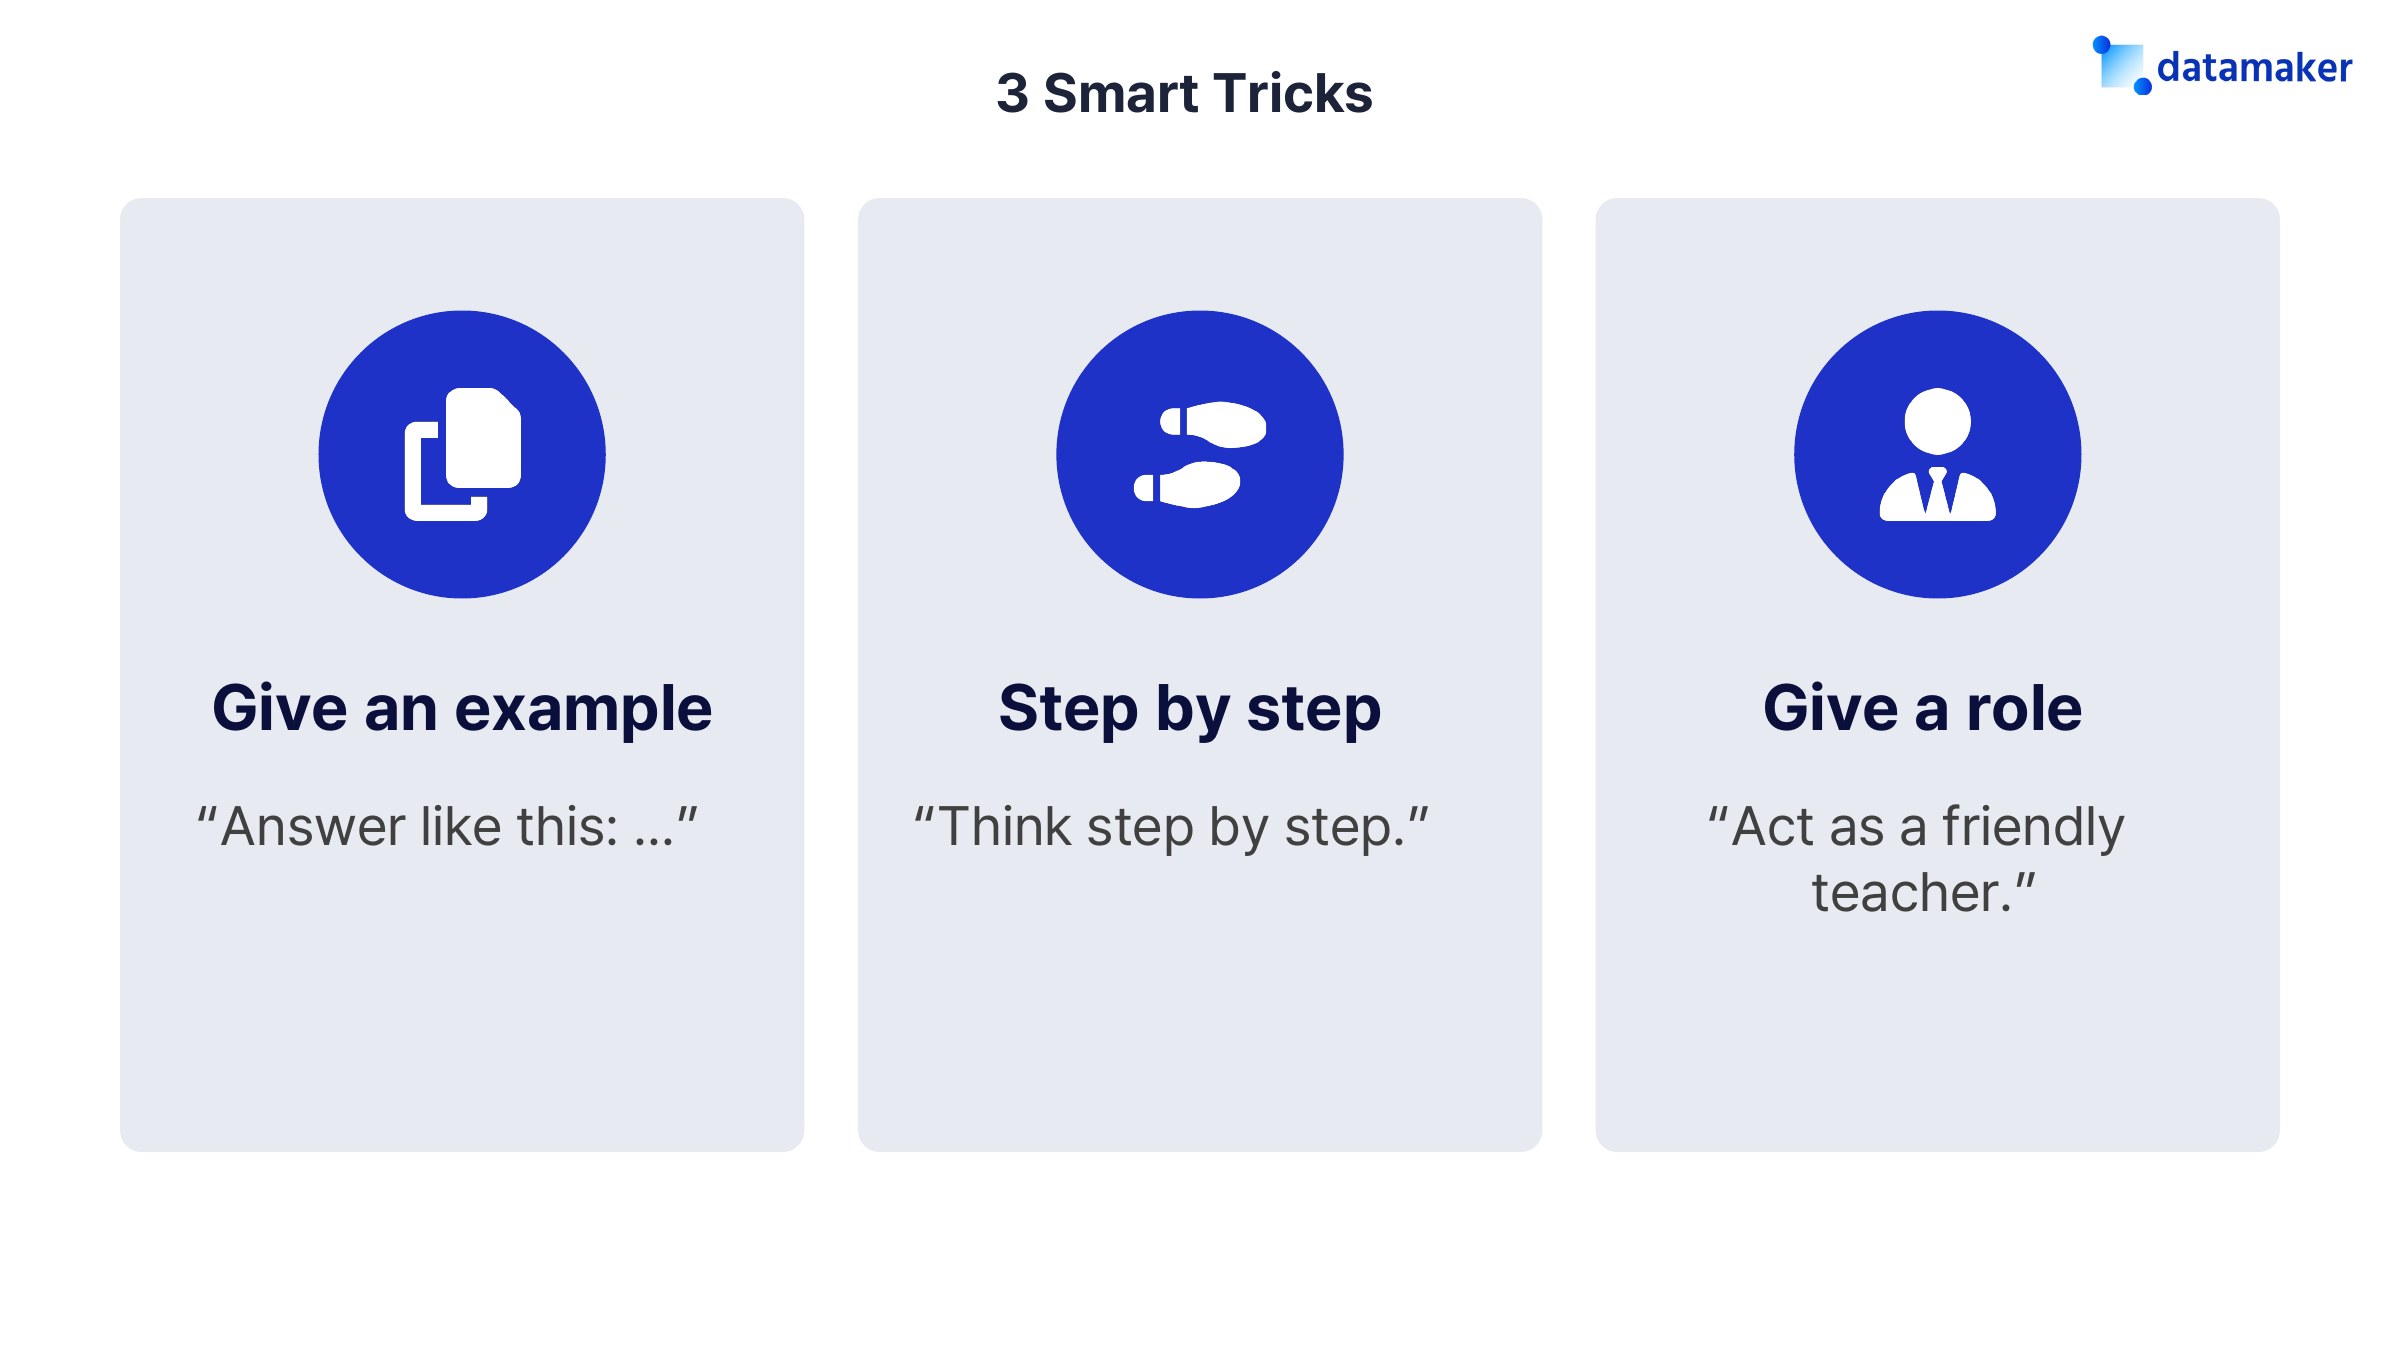 3 Smart Tricks
datamaker
Give an example
“Answer like this: ...”
Step by step
“Think step by step.”
Give a role
“Act as a friendly
teacher.”